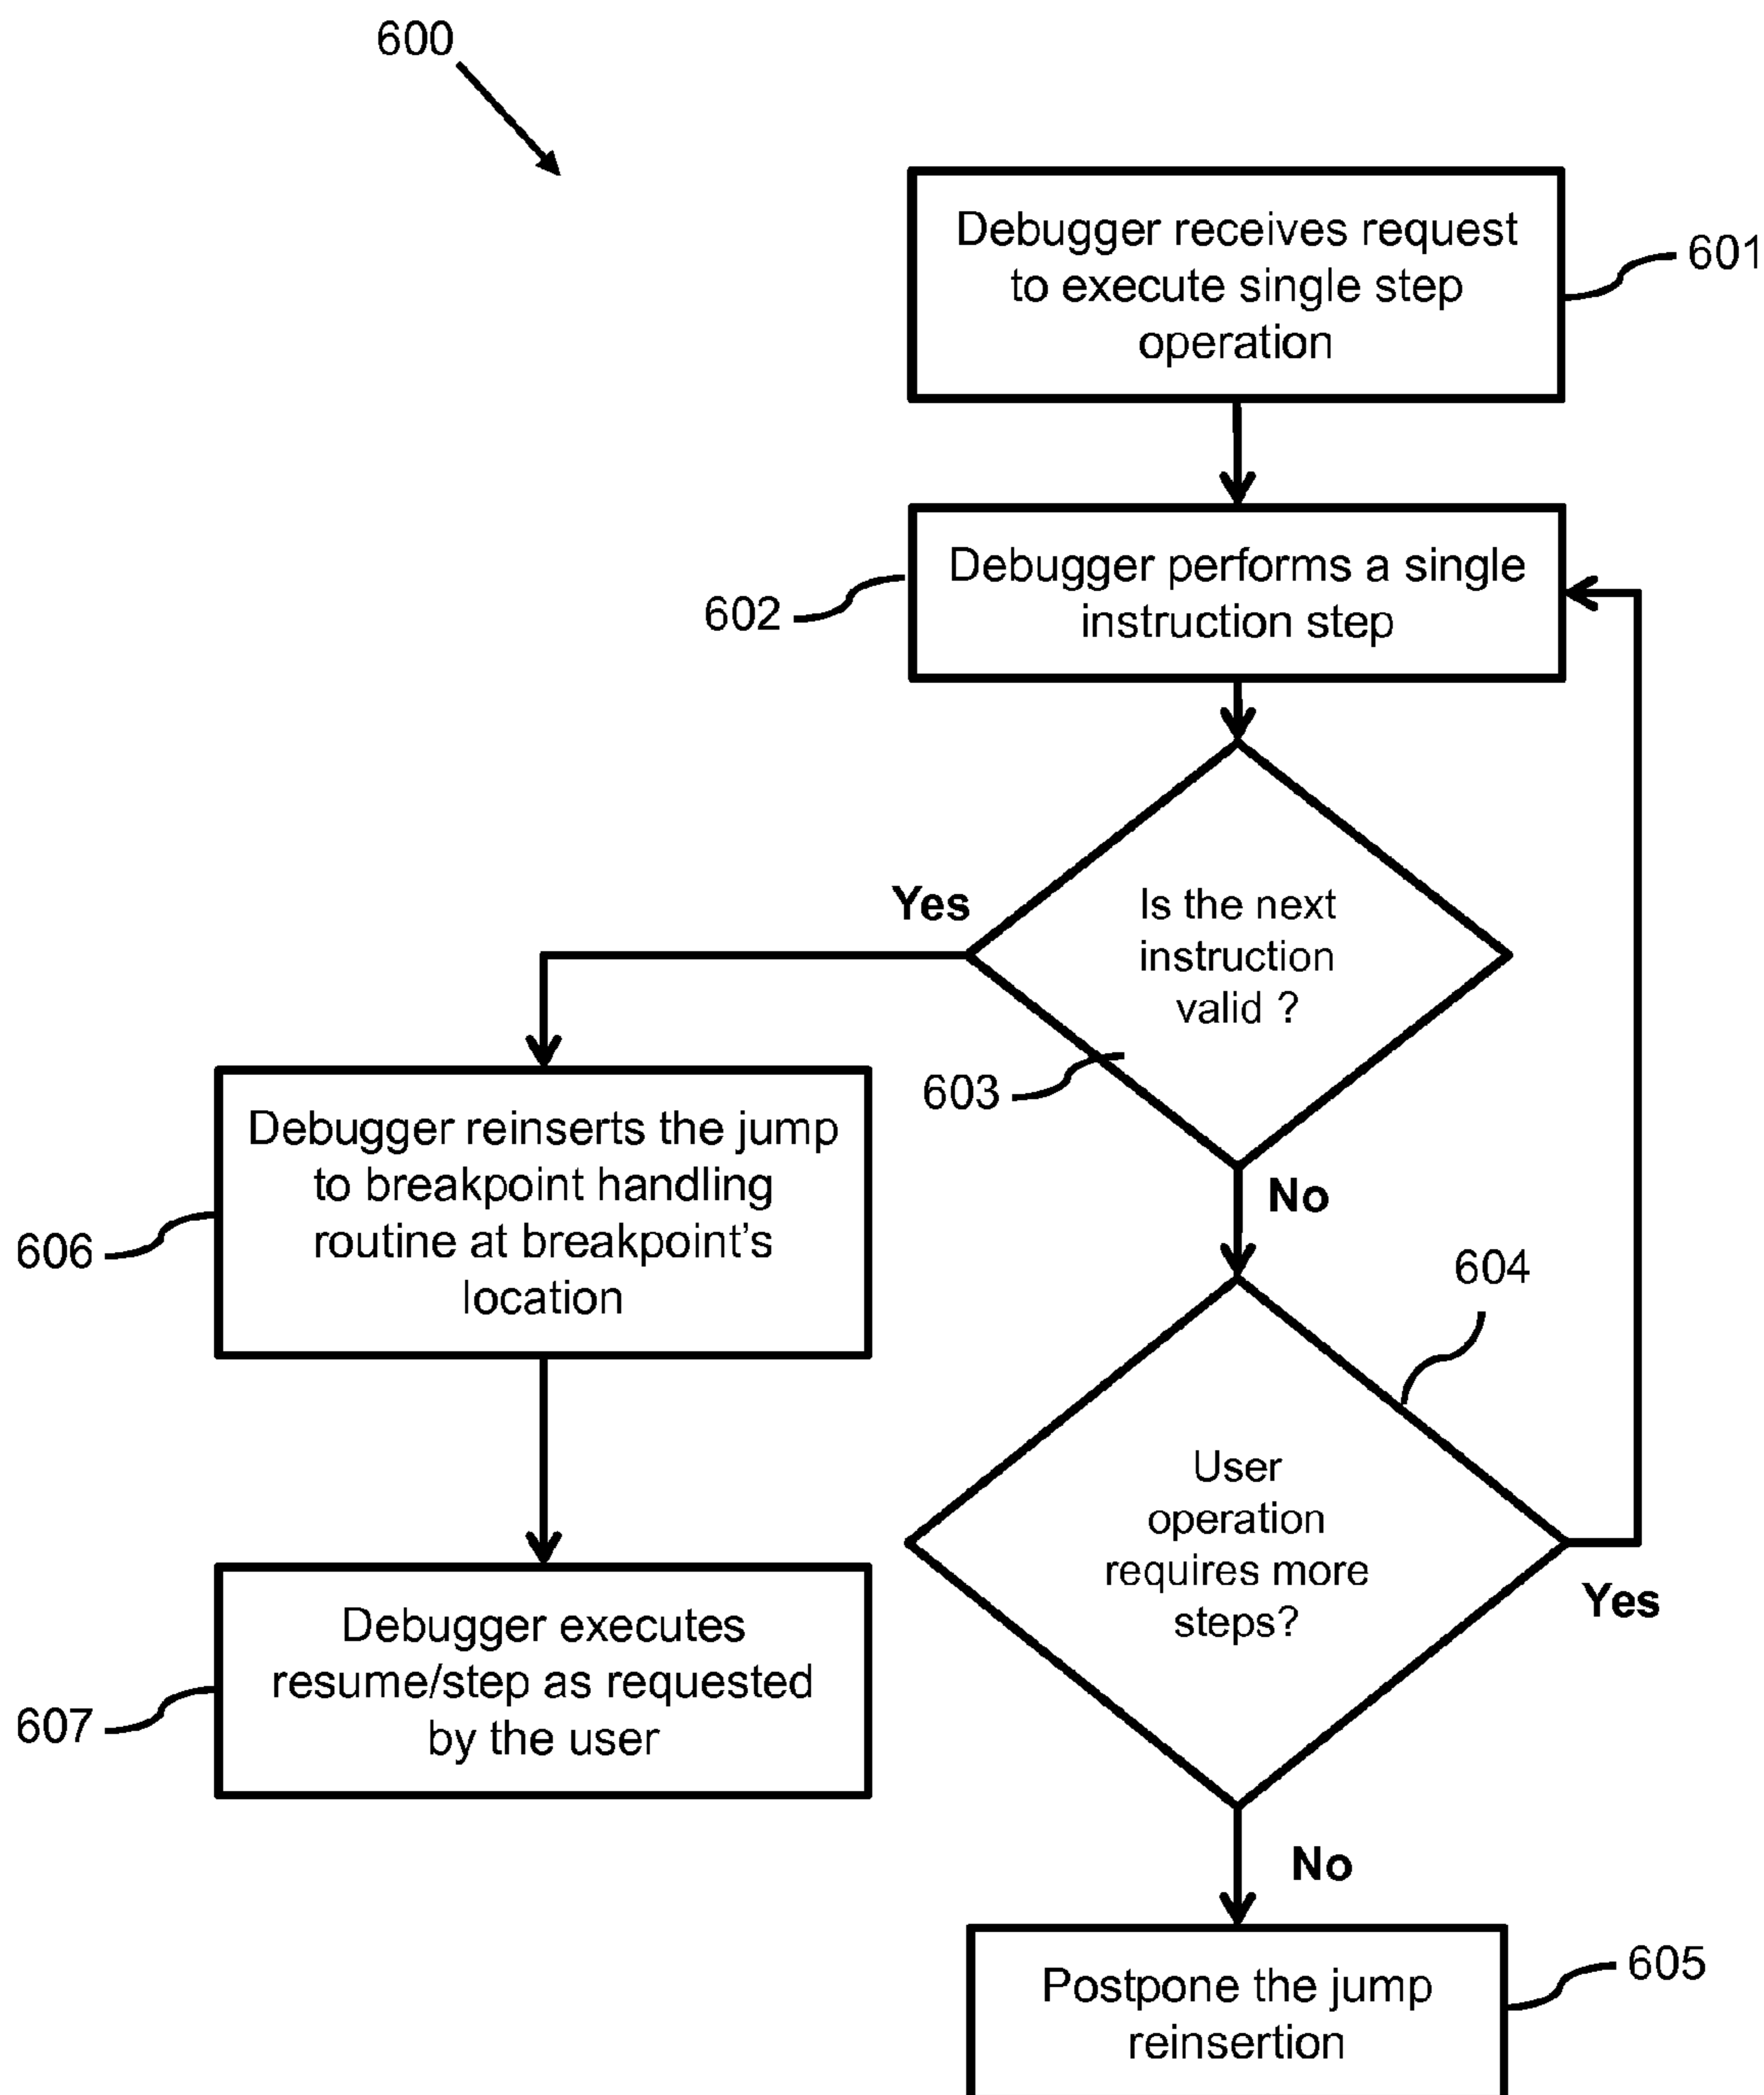 600
Debugger receives request
to execute single step
operation
601
Debugger performs a single
instruction step
602
Is the next
instruction
valid ?
Yes
603
No
Debugger reinserts the jump
to breakpoint handling
routine at breakpoint's
location
606
604
User
operation
requires more
steps?
Yes
Debugger executes
resume/step as requested
by the user
607
No
Postpone the jump
reinsertion
605